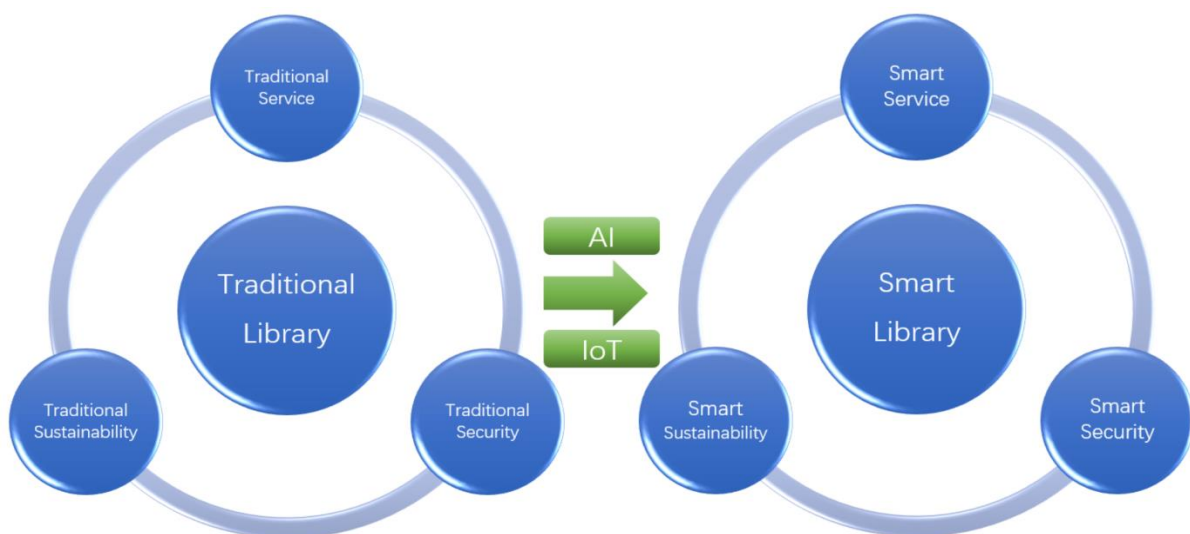 Traditional
Service
Traditional
Library
Traditional
Sustainability
Traditional
Security
AI
IoT
Smart
Service
Smart
Library
Smart
Sustainability
Smart
Security